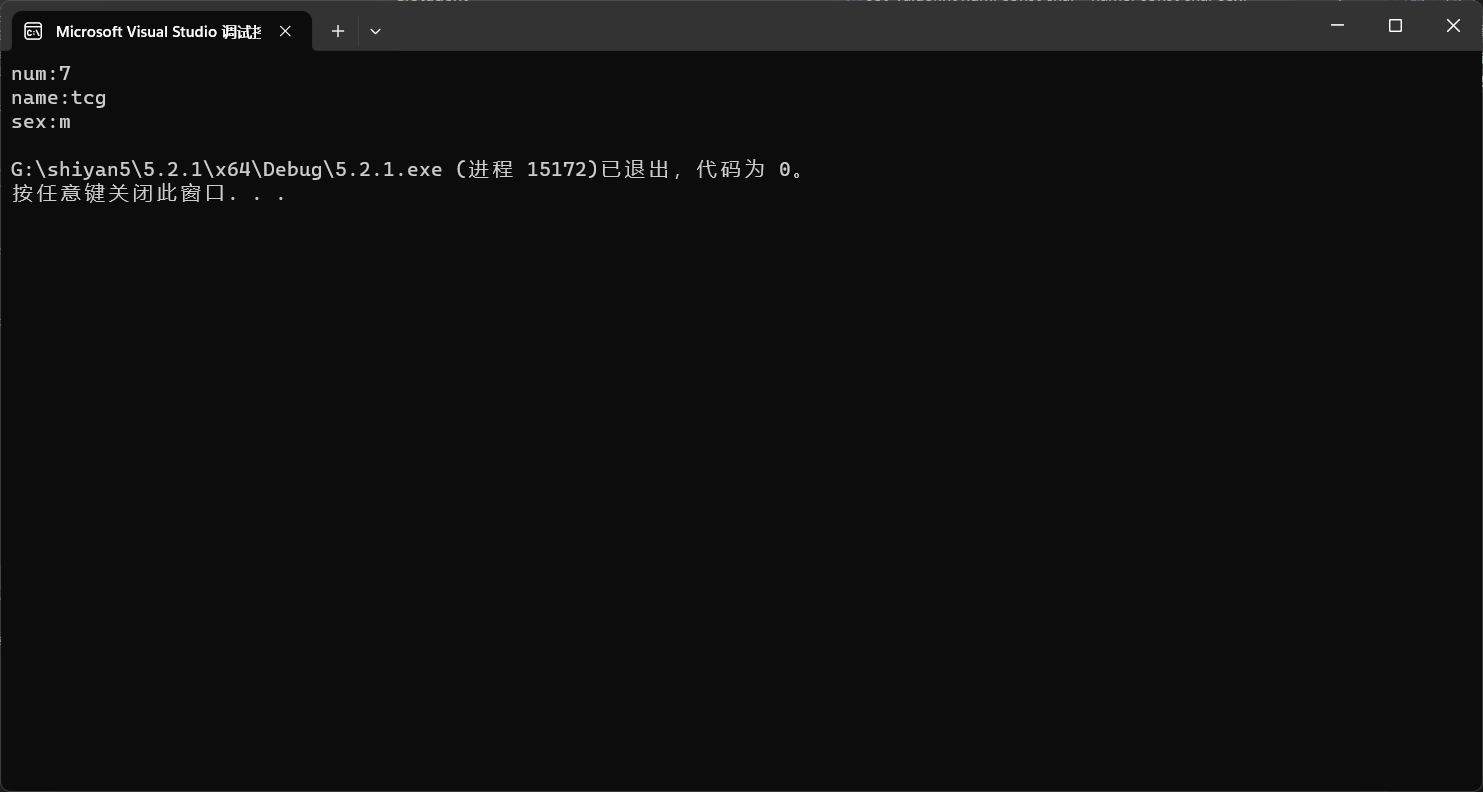 Microsoft Visual Studio 调试
num:7
name:tcg
sex:m
G:\shiyan5\5.2.1\x64\Debug\5.2.1.exe (进程 15172)已退出，代码为 0。
按任意键关闭此窗口. . .